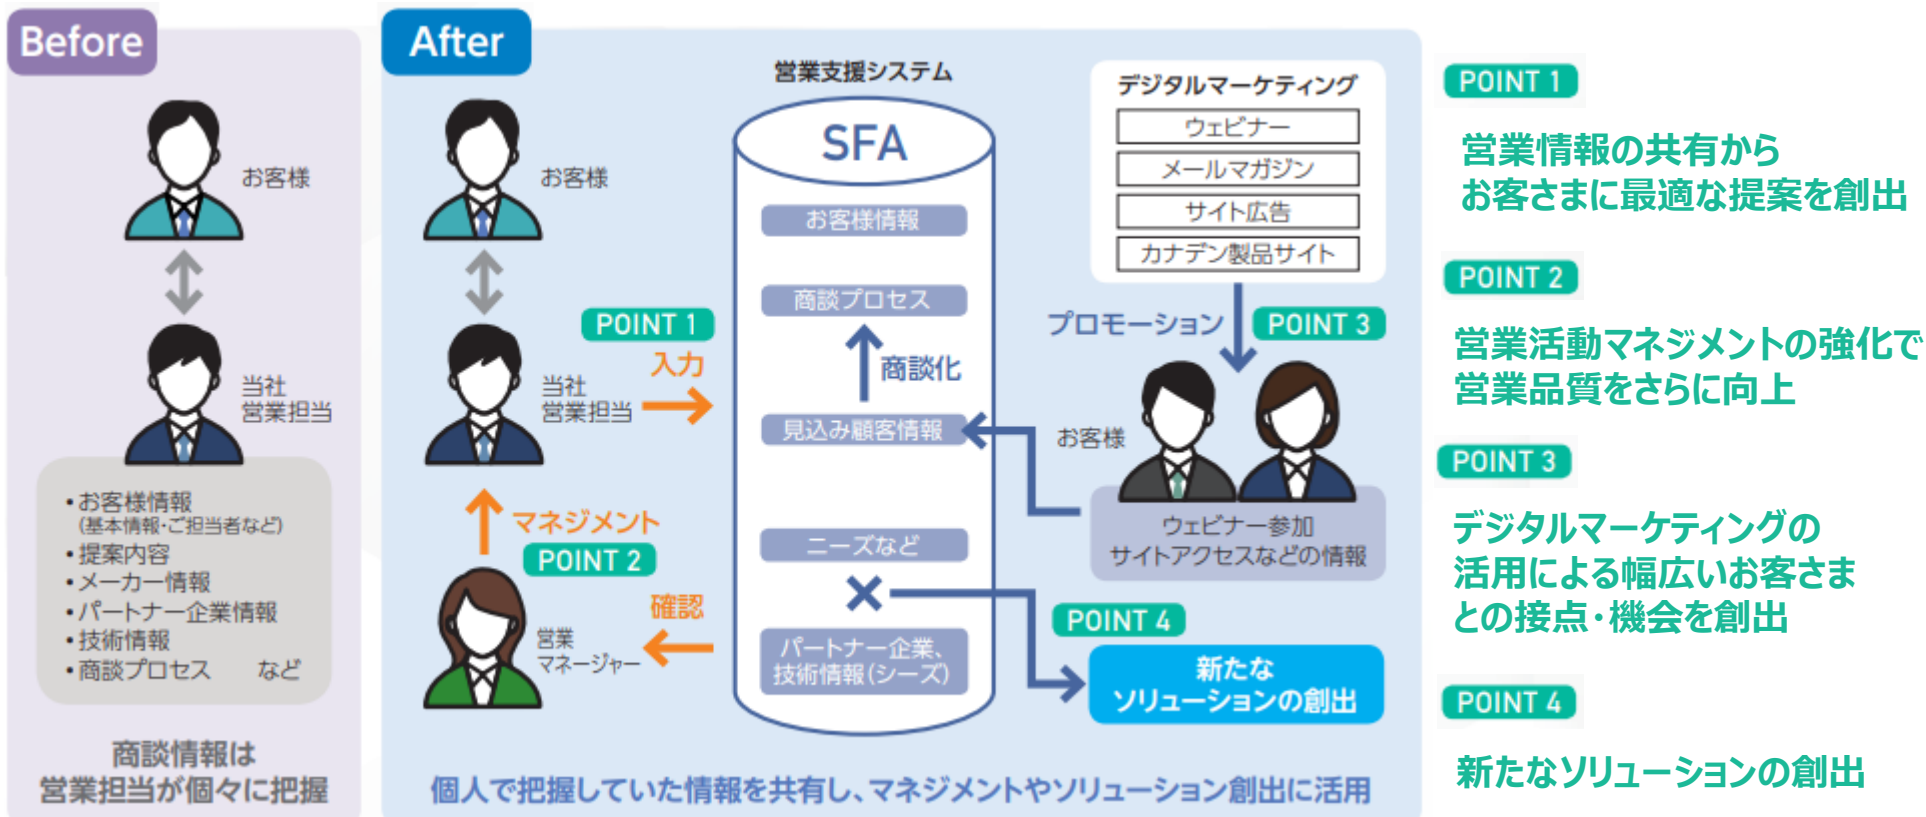 Before
お客様
当社
営業担当
・お客様情報
(基本情報・ご担当者など)
・提案内容
・メーカー情報
・パートナー企業情報
・技術情報
・商談プロセス など
商談情報は
営業担当が個々に把握
After
お客様
当社
営業担当
POINT 1
入力
マネジメント
POINT 2
確認
営業
マネージャー
営業支援システム
SFA
お客様情報
商談プロセス
商談化
見込み顧客情報
ニーズなど
パートナー企業、
技術情報(シーズ)
デジタルマーケティング
ウェビナー
メールマガジン
サイト広告
カナデン製品サイト
プロモーション
POINT 3
お客様
ウェビナー参加
サイトアクセスなどの情報
POINT 4
新たな
ソリューションの創出
個人で把握していた情報を共有し、マネジメントやソリューション創出に活用
POINT 1
営業情報の共有から
お客さまに最適な提案を創出
POINT 2
営業活動マネジメントの強化で
営業品質をさらに向上
POINT 3
デジタルマーケティングの
活用による幅広いお客さま
との接点・機会を創出
POINT 4
新たなソリューションの創出